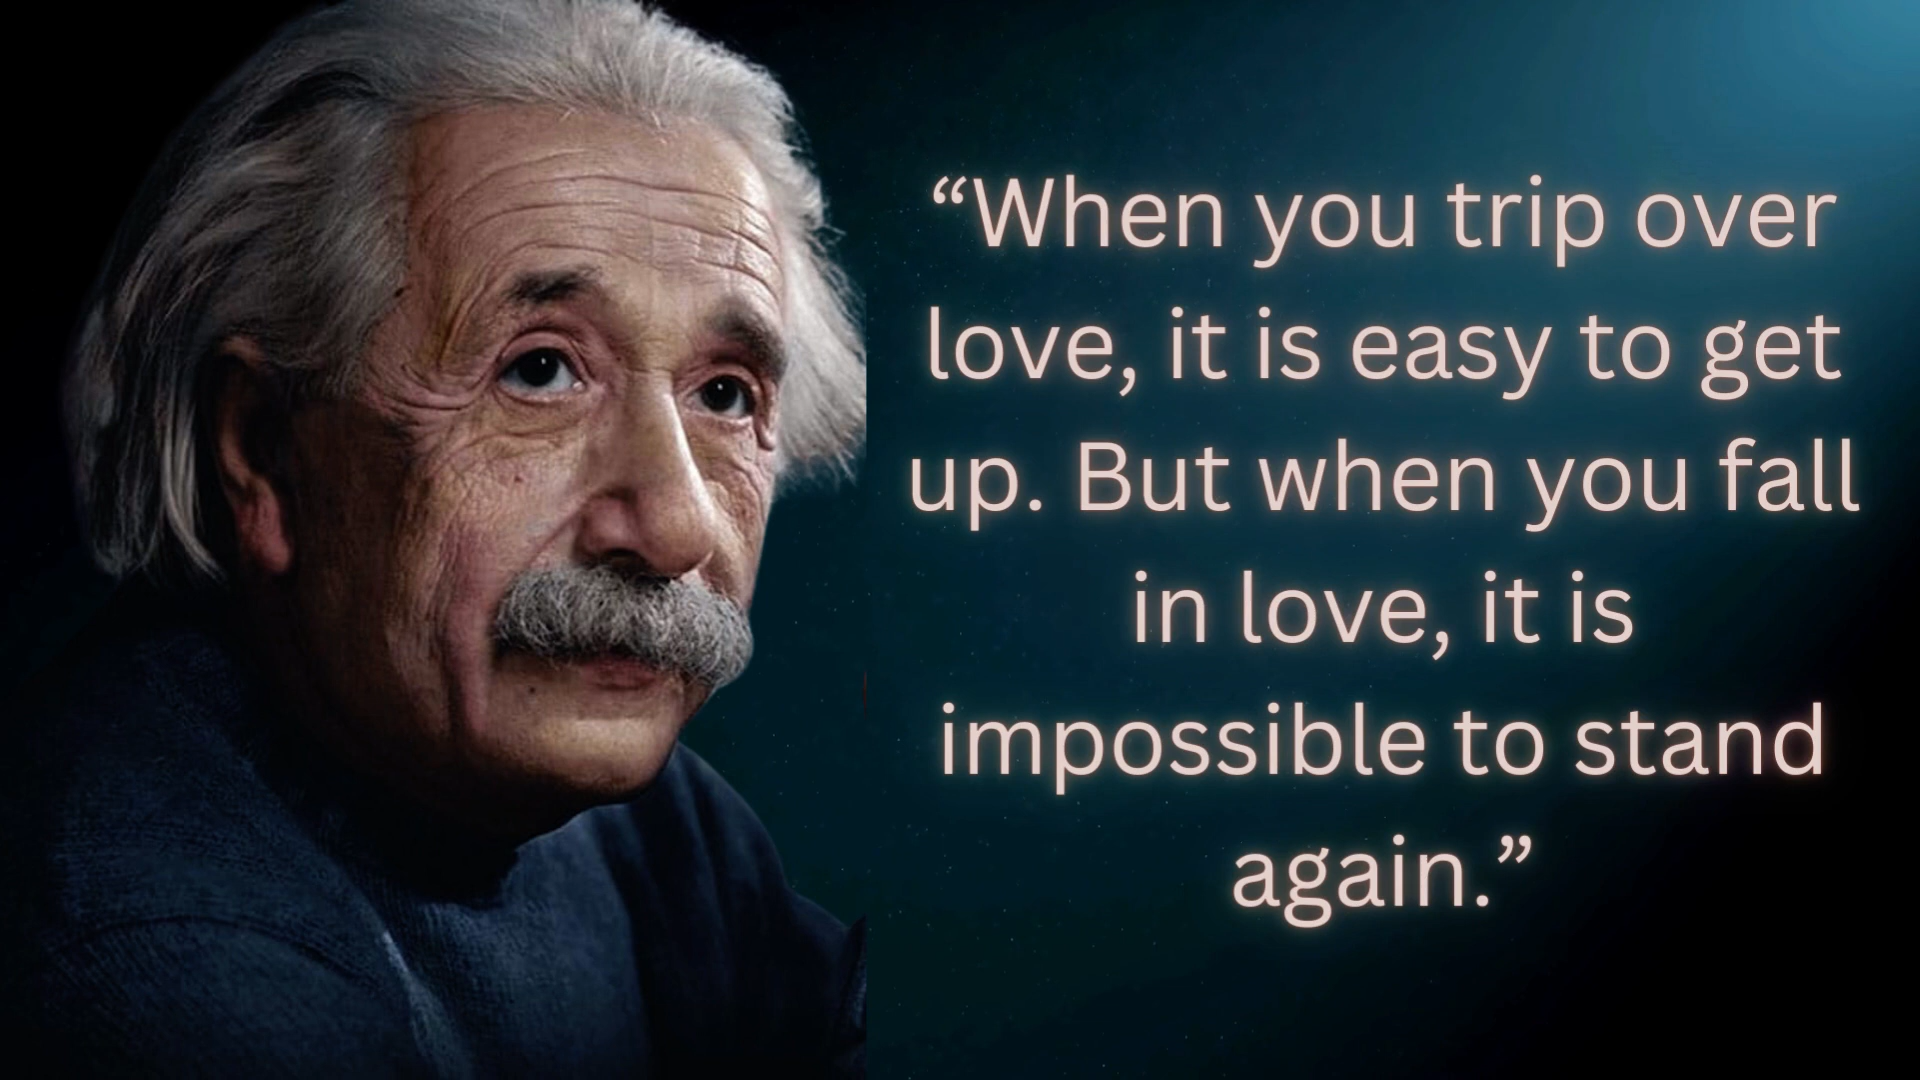 “When you trip over
love, it is easy to get
up. But when you fall
in love, it is
impossible to stand
again.”